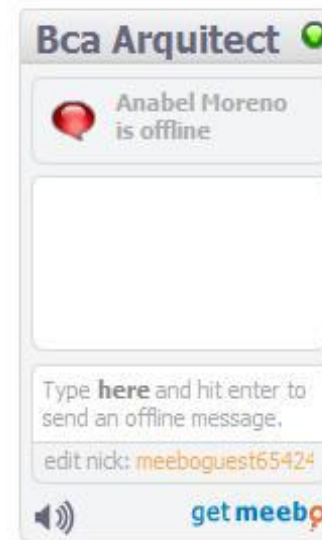 Bca Arquitect
Anabel Moreno
is offline
Type here and hit enter to
send an offline message.
edit nick: meeboguest65424
get meebo